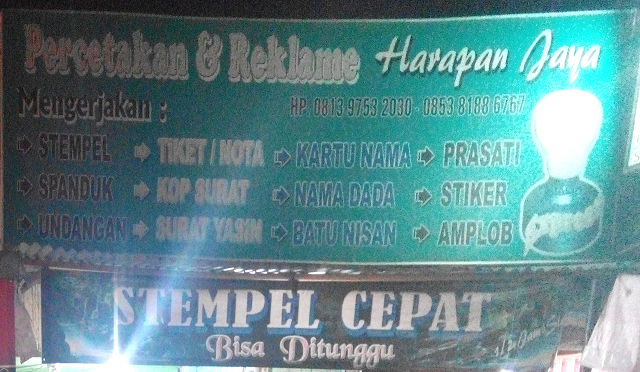 Percetakan & Reklame Harapan Jaya
Mengerjakan : HP. 0813 9753 2030 - 0853 8188 6767
STEMPEL TIKET / NOTA KARTU NAMA PRASATI
SPANDUK KOP SURAT NAMA DADA STIKER
UNDANGAN SURAT YASIN BATU NISAN AMPLOB
STEMPEL CEPAT
Bisa Ditunggu